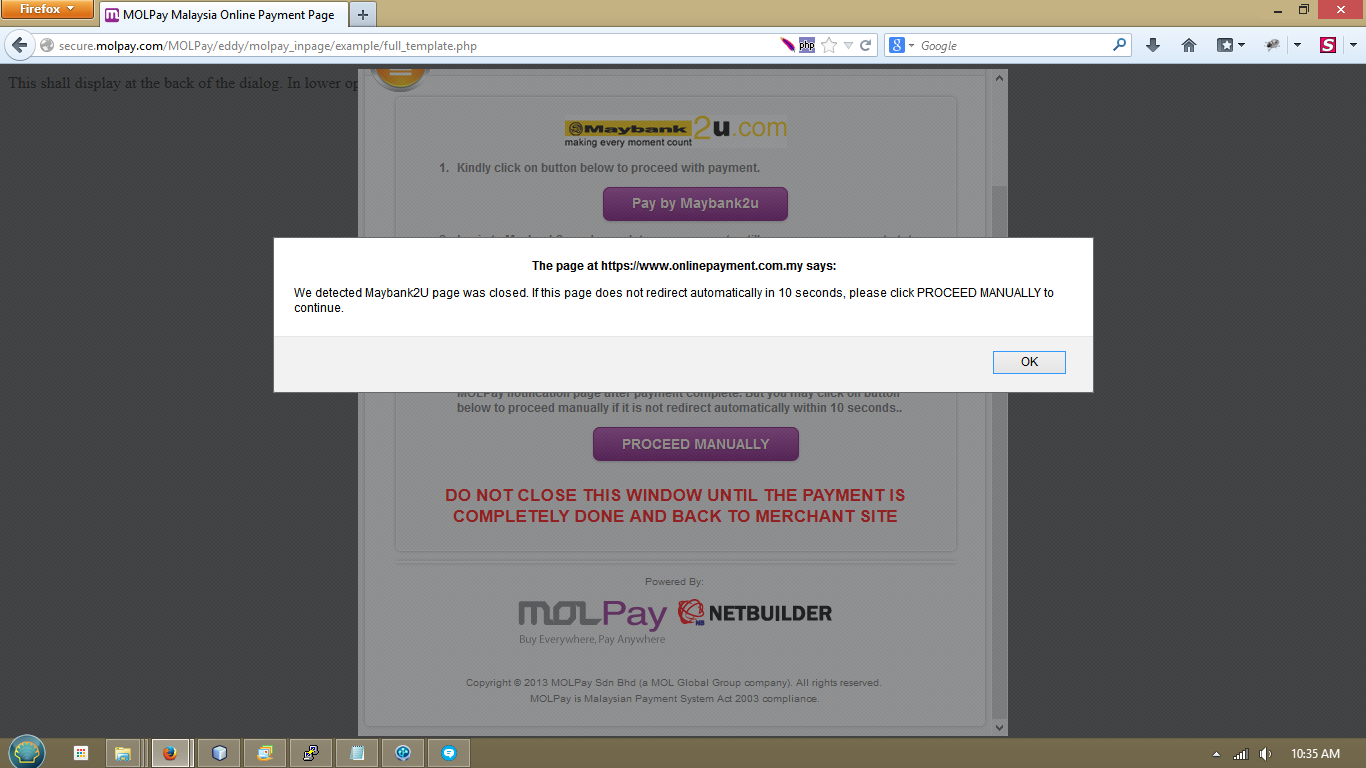 Firefox
MOLPay Malaysia Online Payment Page
secure.molpay.com/MOLPay/eddy/molpay_inpage/example/full_template.php
php
Google
This shall display at the back of the dialog. In lower op
Maybank2u.com
making every moment count
1. Kindly click on button below to proceed with payment.
Pay by Maybank2u
The page at https://www.onlinepayment.com.my says:
We detected Maybank2U page was closed. If this page does not redirect automatically in 10 seconds, please click PROCEED MANUALLY to
continue.
OK
MOLPay notification page after payment complete. But you may click on button
below to proceed manually if it is not redirect automatically within 10 seconds..
PROCEED MANUALLY
DO NOT CLOSE THIS WINDOW UNTIL THE PAYMENT IS
COMPLETELY DONE AND BACK TO MERCHANT SITE
Powered By:
MOLPay
NB NETBUILDER
Buy Everywhere, Pay Anywhere
Copyright © 2013 MOLPay Sdn Bhd (a MOL Global Group company). All rights reserved.
MOLPay is Malaysian Payment System Act 2003 compliance.
10:35 AM